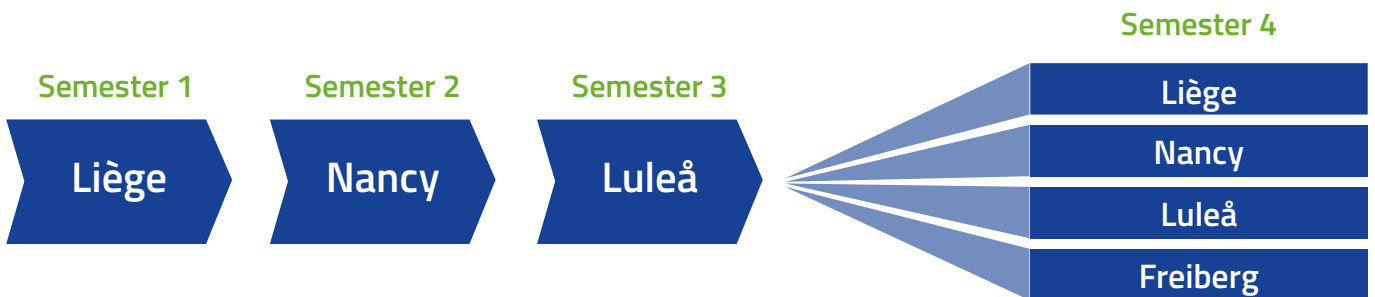 Semester 1
Liège
Semester 2
Nancy
Semester 3
Luleå
Semester 4
Liège
Nancy
Luleå
Freiberg